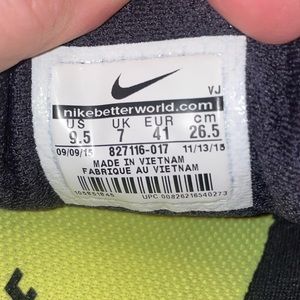 VJ
nikebetterworld.com
US UK EUR cm
9.5 7 41 26.5
09/09/15 827116-017 11/13/15
MADE IN VIETNAM
FABRIQUE AU VIETNAM
UPC